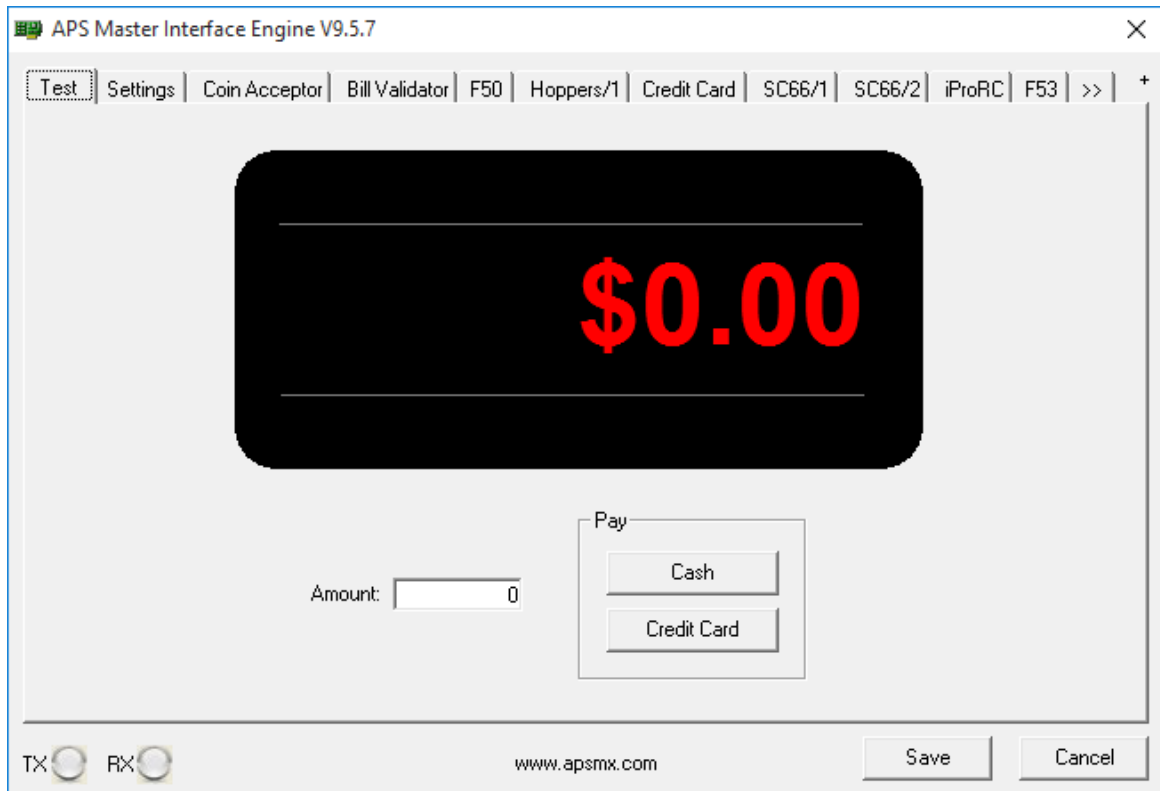 APS Master Interface Engine V9.5.7
Test Settings Coin Acceptor Bill Validator F50 Hoppers/1 Credit Card SC66/1 SC66/2 iProRC F53 >> +
$0.00
Pay
Cash
Amount: 0
Credit Card
TX RX www.apsmx.com Save Cancel